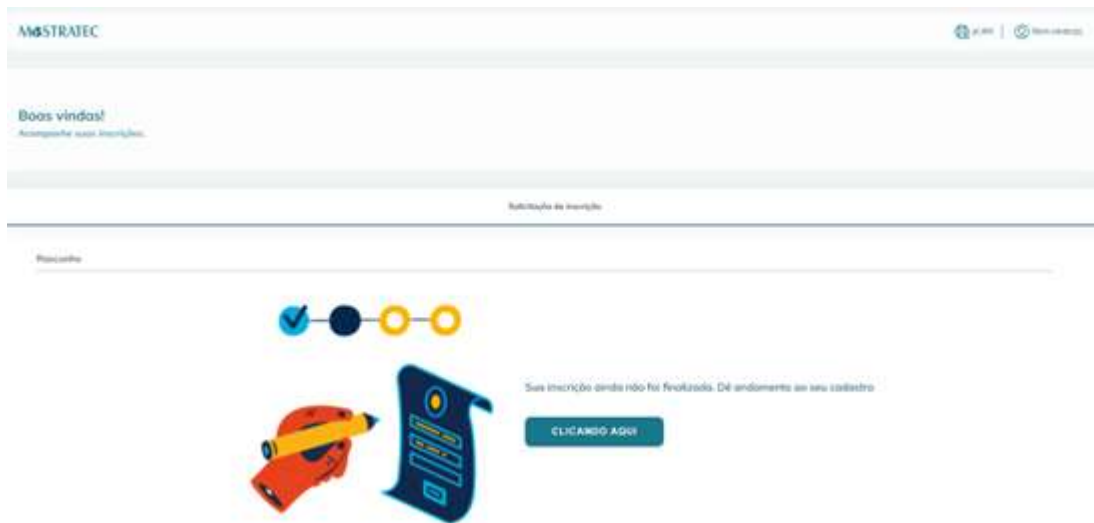 MOSTRATEC
Boas vindas!
Acompanhe suas inscrições.
Solicitação de inscrição
Rascunho
Sua inscrição ainda não foi finalizada. Dê andamento ao seu cadastro
CLICANDO AQUI